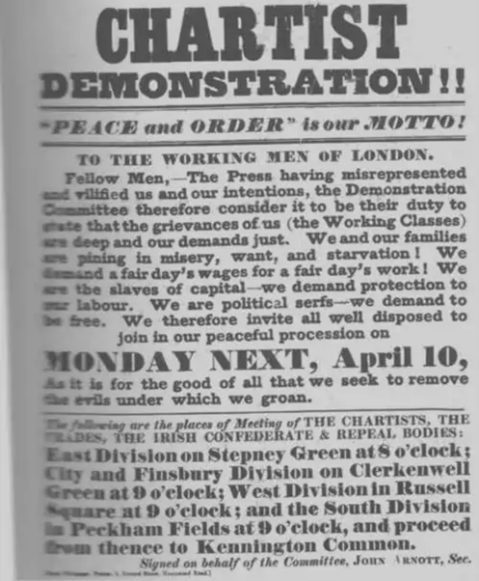 CHARTIST
DEMONSTRATION!!
"PEACE and ORDER" is our MOTTO!
TO THE WORKING MEN OF LONDON.
Fellow Men,—The Press having misrepresented
and vilified us and our intentions, the Demonstration
Committee therefore consider it to be their duty to
state that the grievances of us (the Working Classes)
are deep and our demands just. We and our families
are pining in misery, want, and starvation! We
demand a fair day's wages for a fair day's work! We
are the slaves of capital—we demand protection to
our labour. We are political serfs—we demand to
be free. We therefore invite all well disposed to
join in our peaceful procession on
MONDAY NEXT, April 10,
As it is for the good of all that we seek to remove
the evils under which we groan.
The following are the places of Meeting of THE CHARTISTS, THE
TRADES, THE IRISH CONFEDERATE & REPEAL BODIES:
East Division on Stepney Green at 8 o'clock;
City and Finsbury Division on Clerkenwell
Green at 9 o'clock; West Division in Russell
Square at 9 o'clock; and the South Division
in Peckham Fields at 9 o'clock, and proceed
from thence to Kennington Common.
Signed on behalf of the Committee, JOHN ARNOTT, Sec.